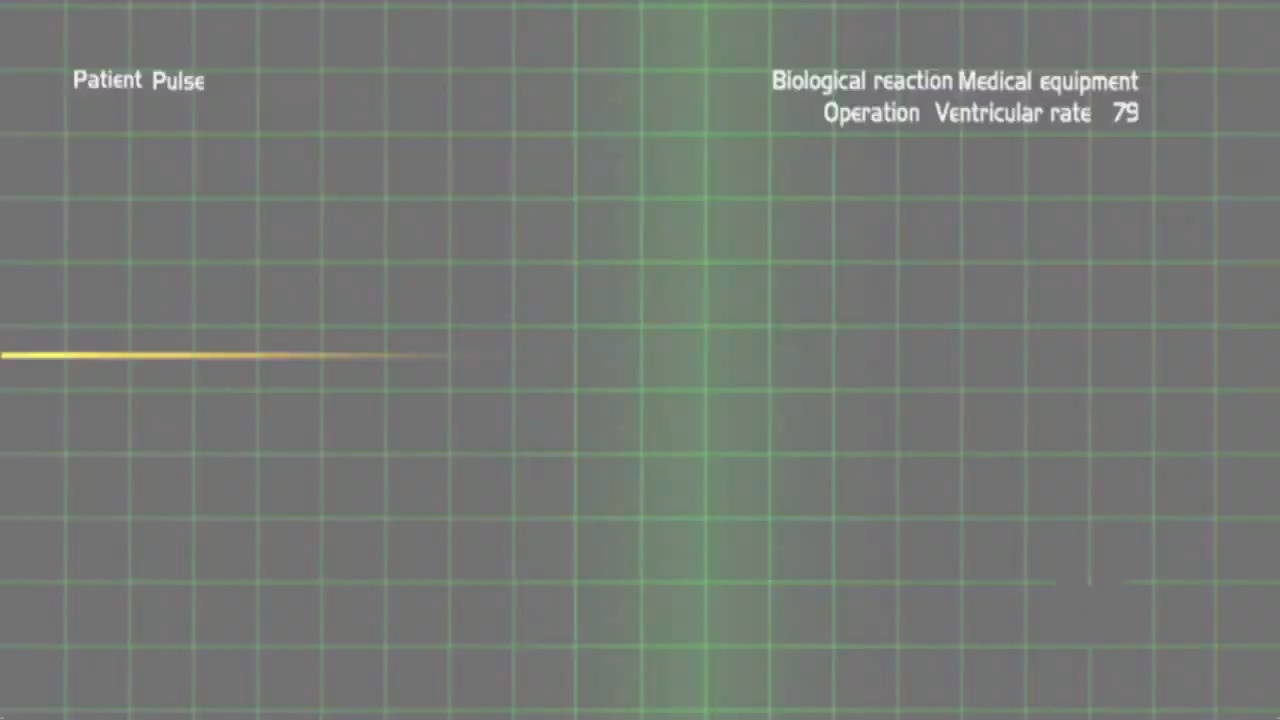 Patient Pulse
Biological reaction Medical equipment
Operation Ventricular rate 79